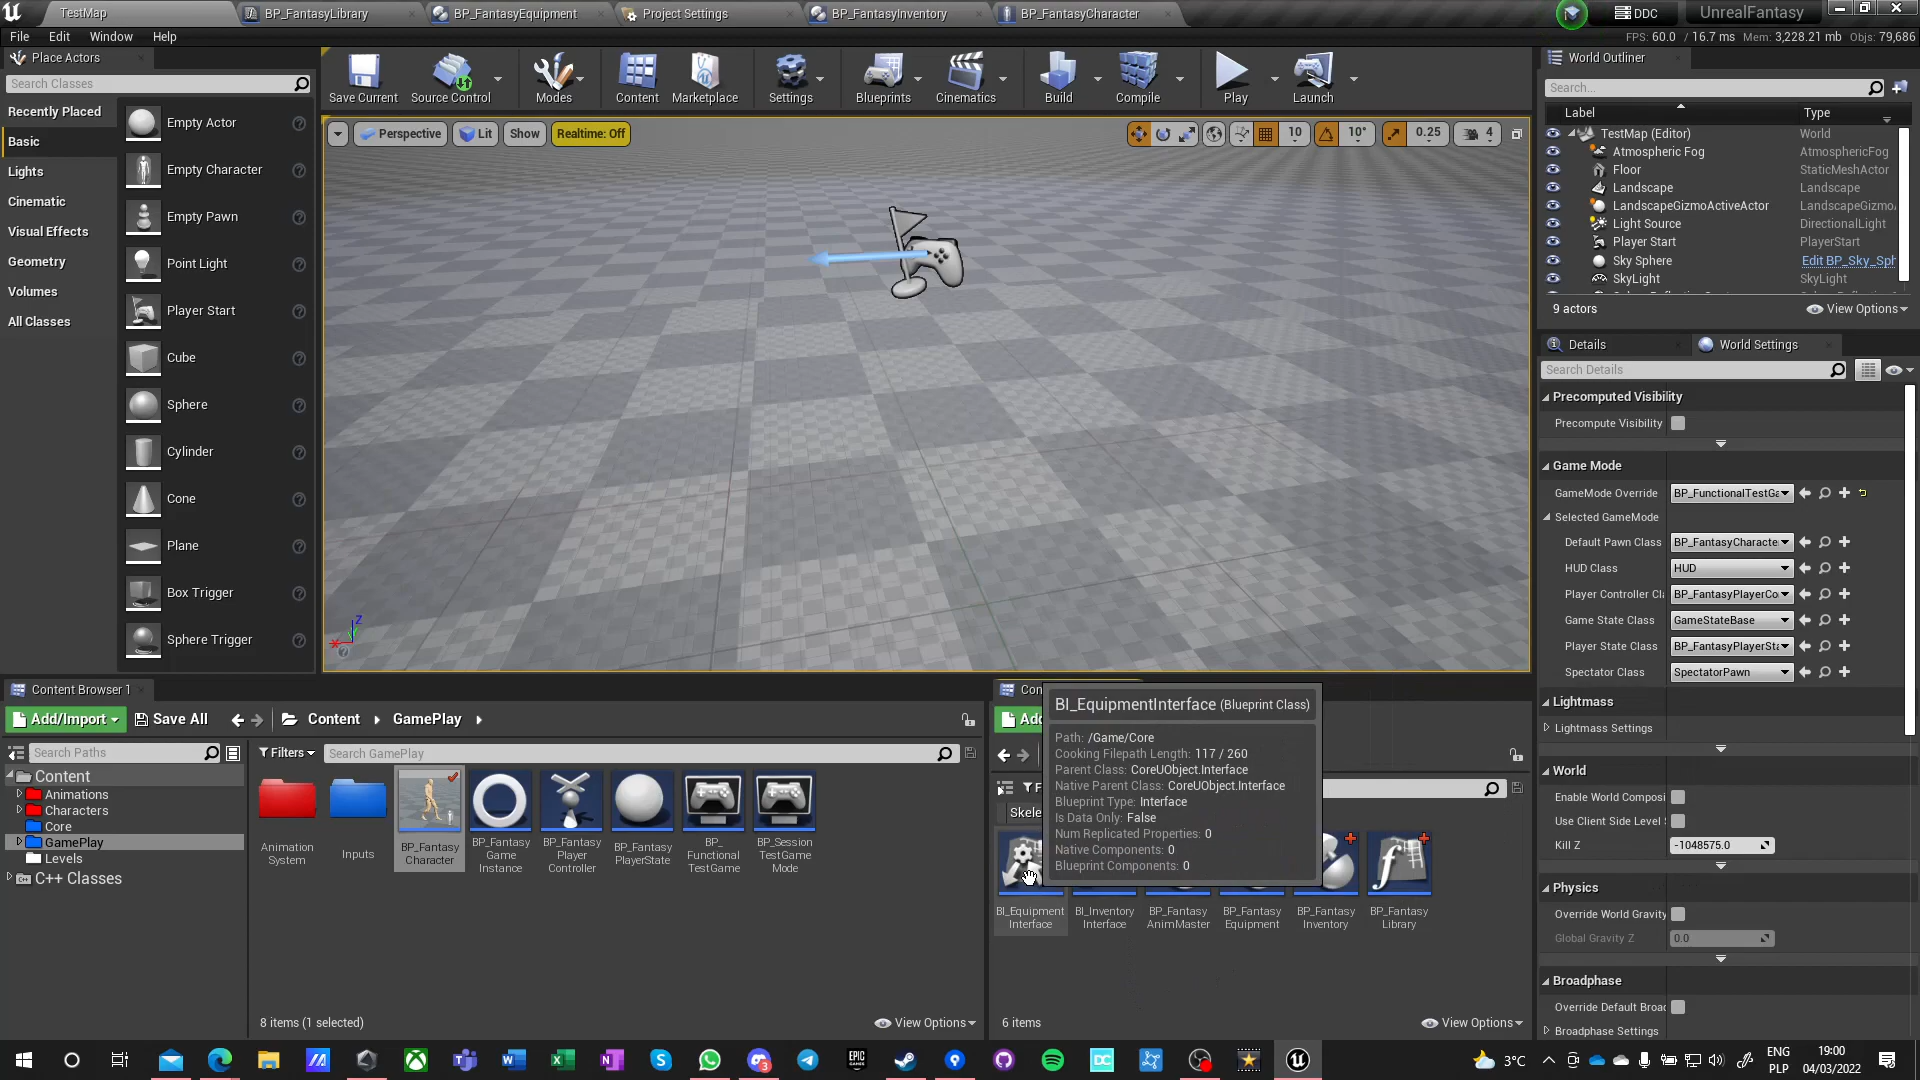 TestMap
BP_FantasyLibrary
BP_FantasyEquipment
Project Settings
BP_FantasyInventory
BP_FantasyCharacter
DDC
UnrealFantasy
File Edit Window Help
FPS: 60.0 / 16.7 ms Mem: 3,228.21 mb Objs: 79,686
Place Actors
Search Classes
Recently Placed
Basic
Lights
Cinematic
Visual Effects
Geometry
Volumes
All Classes
Empty Actor
Empty Character
Empty Pawn
Point Light
Player Start
Cube
Sphere
Cylinder
Cone
Plane
Box Trigger
Sphere Trigger
Save Current
Source Control
Modes
Content
Marketplace
Settings
Blueprints
Cinematics
Build
Compile
Play
Launch
Perspective
Lit
Show
Realtime: Off
10
10°
0.25
4
X
Z
World Outliner
Search...
Label Type
TestMap (Editor) World
Atmospheric Fog AtmosphericFog
Floor StaticMeshActor
Landscape Landscape
LandscapeGizmoActiveActor LandscapeGizmo
Light Source DirectionalLight
Player Start PlayerStart
Sky Sphere Edit BP_Sky_Sph
SkyLight SkyLight
9 actors
View Options
Details
World Settings
Search Details
Precomputed Visibility
Precompute Visibility
Game Mode
GameMode Override BP_FunctionalTestGa
Selected GameMode
Default Pawn Class BP_FantasyCharacte
HUD Class HUD
Player Controller Cl BP_FantasyPlayerCo
Game State Class GameStateBase
Player State Class BP_FantasyPlayerSta
Spectator Class SpectatorPawn
Lightmass
Lightmass Settings
World
Enable World Composi
Use Client Side Level
Kill Z -1048575.0
Physics
Override World Gravity
Global Gravity Z 0.0
Broadphase
Override Default Broad
Broadphase Settings
Content Browser 1
Add/Import
Save All
Content
GamePlay
Search Paths
Filters
Search GamePlay
Content
Animations
Characters
Core
GamePlay
Levels
C++ Classes
Animation
System
Inputs
BP_Fantasy
Character
BP_Fantasy
Game
Instance
BP_Fantasy
Player
Controller
BP_Fantasy
PlayerState
BP_
Functional
TestGame
BP_Session
TestGame
Mode
8 items (1 selected)
View Options
Con
Add
F
Skele
BI_EquipmentInterface (Blueprint Class)
Path: /Game/Core
Cooking Filepath Length: 117 / 260
Parent Class: CoreUObject.Interface
Native Parent Class: CoreUObject.Interface
Blueprint Type: Interface
Is Data Only: False
Num Replicated Properties: 0
Native Components: 0
Blueprint Components: 0
BI_Equipment
Interface
BI_Inventory
Interface
BP_Fantasy
AnimMaster
BP_Fantasy
Equipment
BP_Fantasy
Inventory
BP_Fantasy
Library
6 items
View Options
3
EPIC
GAMES
DC
3°C
ENG
PLP
19:00
04/03/2022